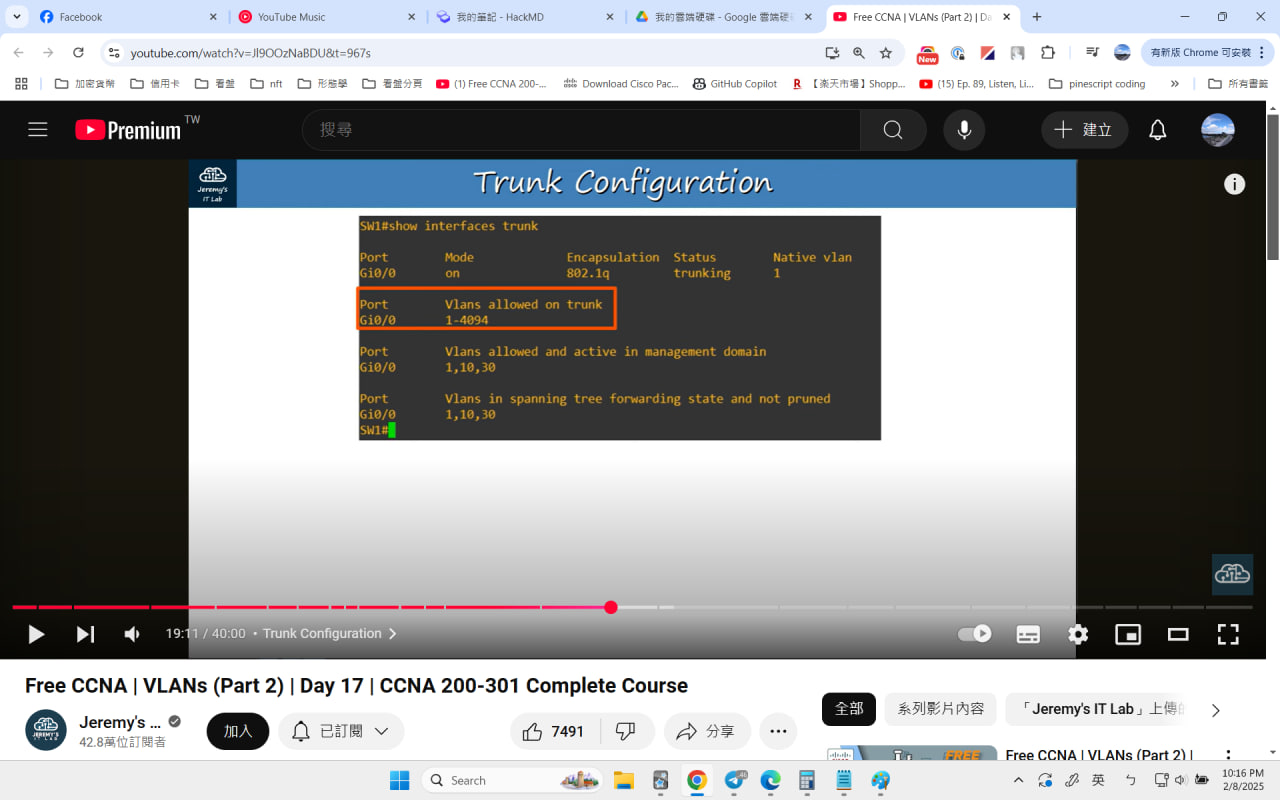 Facebook
YouTube Music
我的筆記 - HackMD
我的雲端硬碟 - Google 雲端硬碟
Free CCNA | VLANs (Part 2) | Da
youtube.com/watch?v=Jl9OOzNaBDU&t=967s
New
有新版 Chrome 可安裝
加密貨幣
信用卡
看盤
nft
形態學
看盤分頁
(1) Free CCNA 200-...
Download Cisco Pac...
GitHub Copilot
【楽天市場】Shopp...
(15) Ep. 89, Listen, Li...
pinescript coding
所有書籤
Premium TW
搜尋
建立
Jeremy's
IT Lab
Trunk Configuration
SW1#show interfaces trunk
Port Mode Encapsulation Status Native vlan
Gi0/0 on 802.1q trunking 1
Port Vlans allowed on trunk
Gi0/0 1-4094
Port Vlans allowed and active in management domain
Gi0/0 1,10,30
Port Vlans in spanning tree forwarding state and not pruned
Gi0/0 1,10,30
SW1#
19:11 / 40:00 • Trunk Configuration
Free CCNA | VLANs (Part 2) | Day 17 | CCNA 200-301 Complete Course
JEREMY'S
IT LAB
Jeremy's ...
42.8萬位訂閱者
加入
已訂閱
7491
分享
全部
系列影片內容
「Jeremy's IT Lab」上傳的
FREE
Free CCNA | VLANs (Part 2) |
Search
46
英
10:16 PM
2/8/2025